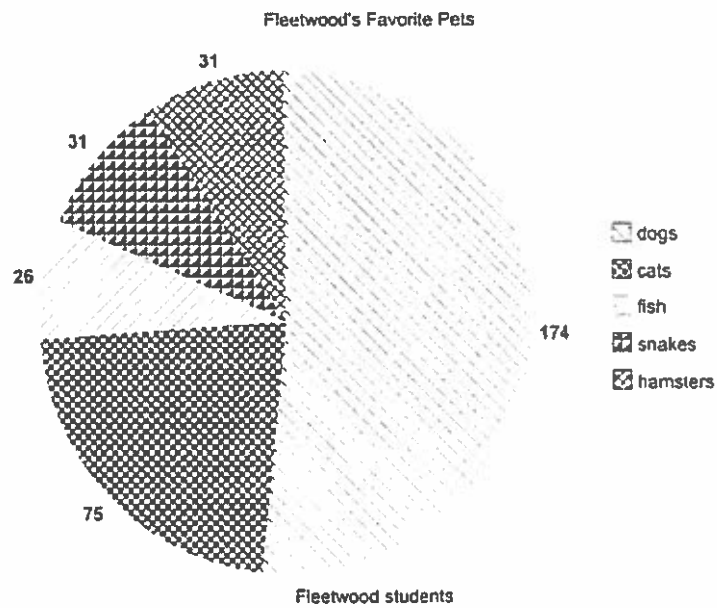 Fleetwood's Favorite Pets
31
31
26
75
174
dogs
cats
fish
snakes
hamsters
Fleetwood students